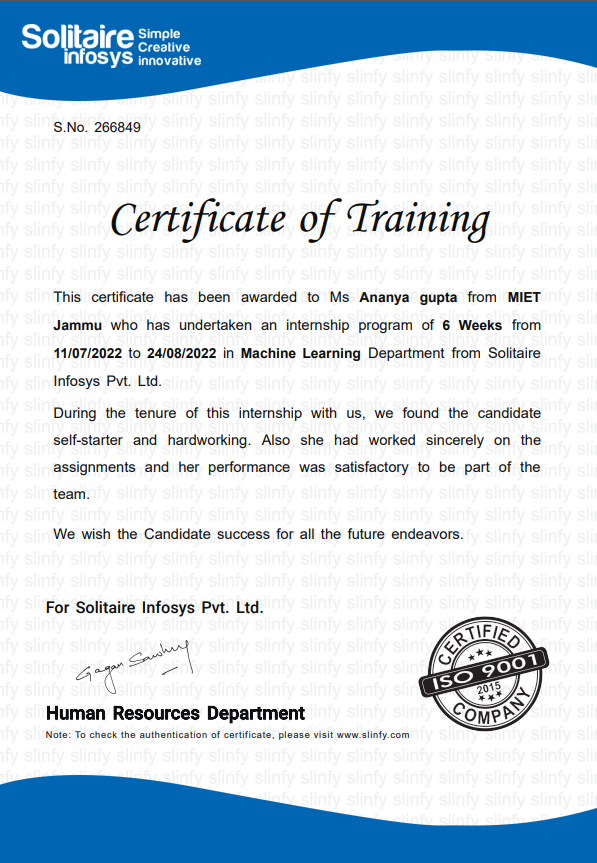 Solitaire Simple
Creative
infosys innovative
S.No. 266849
Certificate of Training
This certificate has been awarded to Ms Ananya gupta from MIET
Jammu who has undertaken an internship program of 6 Weeks from
11/07/2022 to 24/08/2022 in Machine Learning Department from Solitaire
Infosys Pvt. Ltd.
During the tenure of this internship with us, we found the candidate
self-starter and hardworking. Also she had worked sincerely on the
assignments and her performance was satisfactory to be part of the
team.
We wish the Candidate success for all the future endeavors.
For Solitaire Infosys Pvt. Ltd.
Gagan Sawhney
Human Resources Department
Note: To check the authentication of certificate, please visit www.slinfy.com
CERTIFIED
ISO 9001
2015
COMPANY